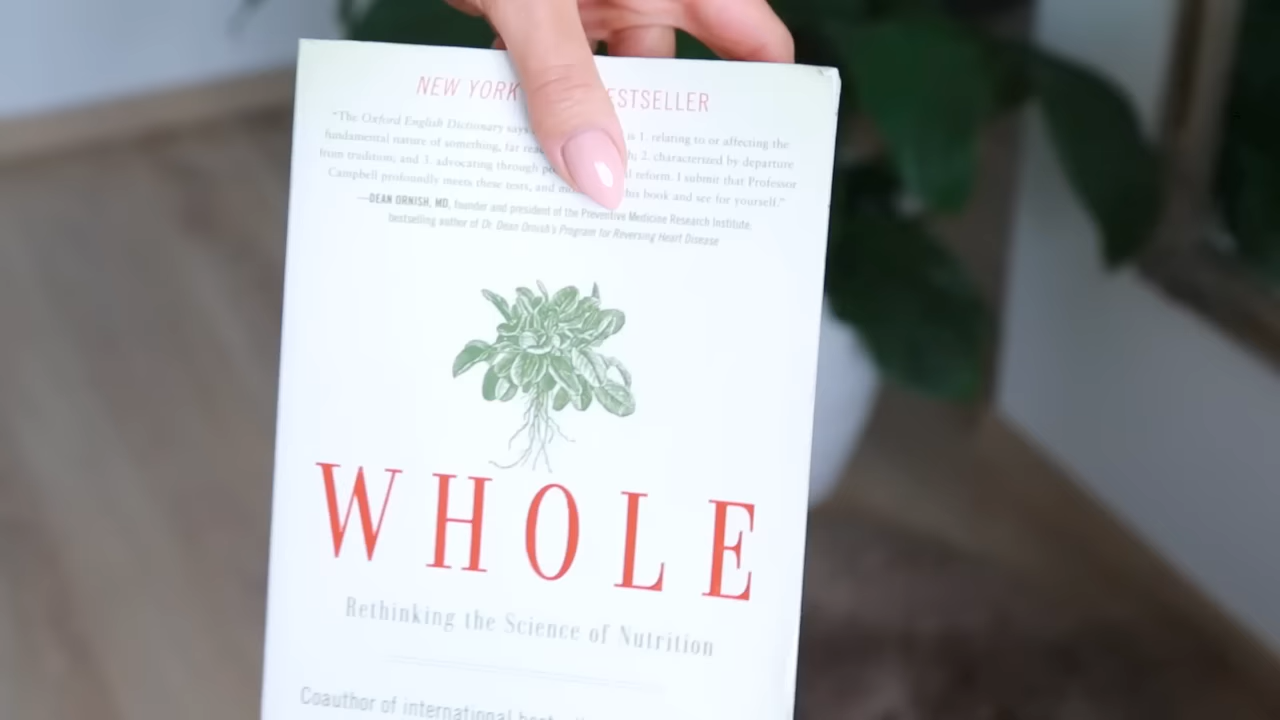 NEW YORK ESTSELLER
"The Oxford English Dictionary says is 1. relating to or affecting the
fundamental nature of something, far 2. characterized by departure
from tradition; and 3. advocating through reform. I submit that Professor
Campbell profoundly meets these tests, and his book and see for yourself."
—DEAN ORNISH, MD, founder and president of the Preventive Medicine Research Institute,
bestselling author of Dr. Dean Ornish's Program for Reversing Heart Disease
WHOLE
Rethinking the Science of Nutrition
Coauthor of international